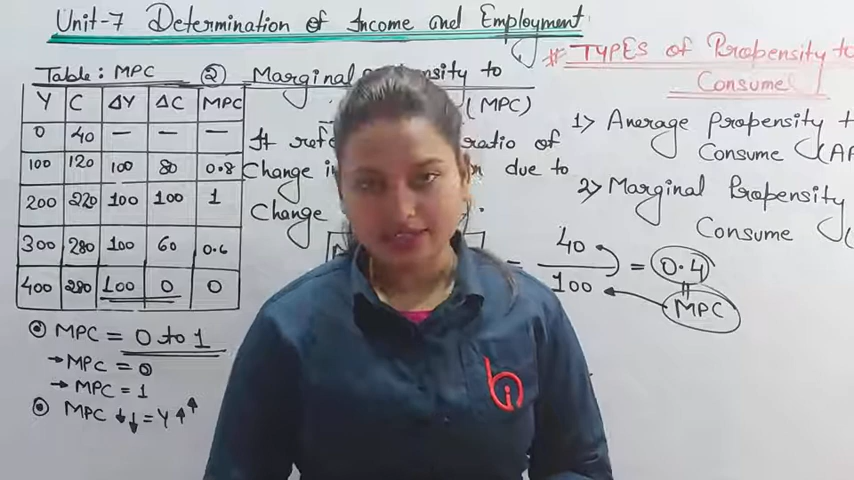 Unit-7 Determination of Income and Employment
Table: MPC
Y C ΔY ΔC MPC
0 40 — — —
100 120 100 80 0.8
200 220 100 100 1
300 280 100 60 0.6
400 280 100 0 0
MPC = 0 to 1
→ MPC = 0
→ MPC = 1
MPC ↓↓ = Y ↑↑
② Marginal to
(MPC)
It ratio of
Change due to
Change
= 40 / 100 = 0.4
MPC
# TYPES of Propensity to
Consume
1> Average propensity
Consume
2> Marginal Propensity
Consume